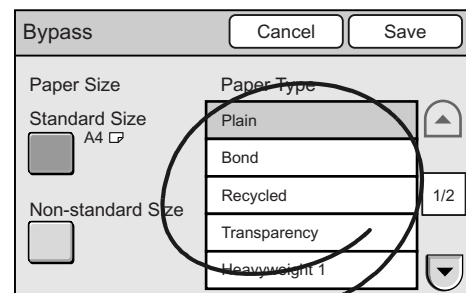 Bypass Cancel Save
Paper Size Paper Type
Standard Size
A4
Plain
Bond
Recycled
Transparency
Heavyweight 1
1/2
Non-standard Size